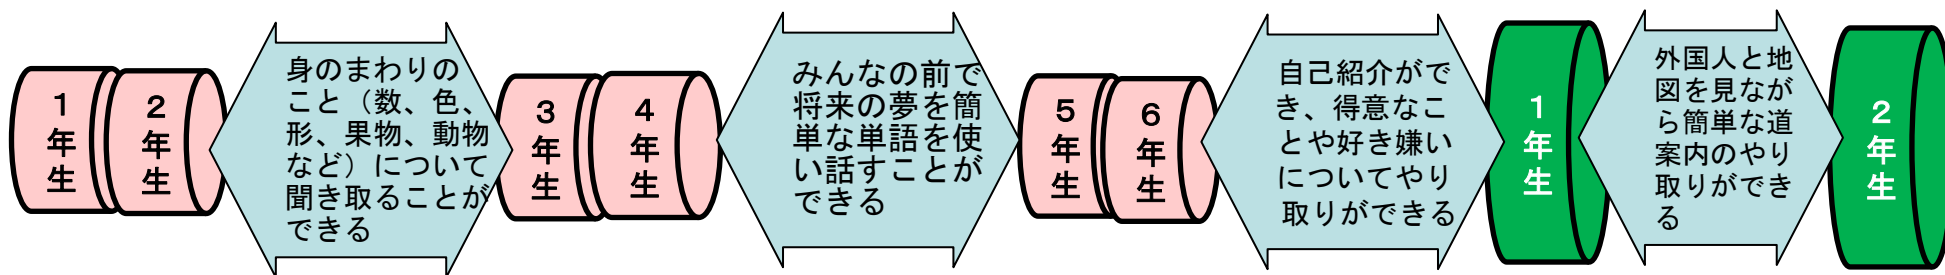 １年生
２年生
身のまわりの
こと（数、色、
形、果物、動物
など）について
聞き取ることが
できる
３年生
４年生
みんなの前で
将来の夢を簡
単な単語を使
い話すことが
できる
５年生
６年生
自己紹介がで
き、得意なこ
とや好き嫌い
についてやり
取りができる
１年生
外国人と地
図を見なが
ら簡単な道
案内のやり
取りができ
る
２年生